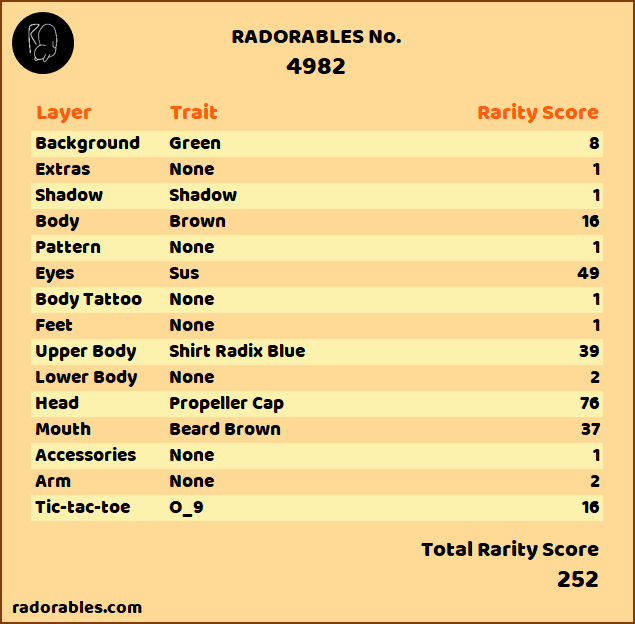 RADORABLES No.
4982
Layer Trait Rarity Score
Background Green 8
Extras None 1
Shadow Shadow 1
Body Brown 16
Pattern None 1
Eyes Sus 49
Body Tattoo None 1
Feet None 1
Upper Body Shirt Radix Blue 39
Lower Body None 2
Head Propeller Cap 76
Mouth Beard Brown 37
Accessories None 1
Arm None 2
Tic-tac-toe O_9 16
Total Rarity Score
252
radorables.com